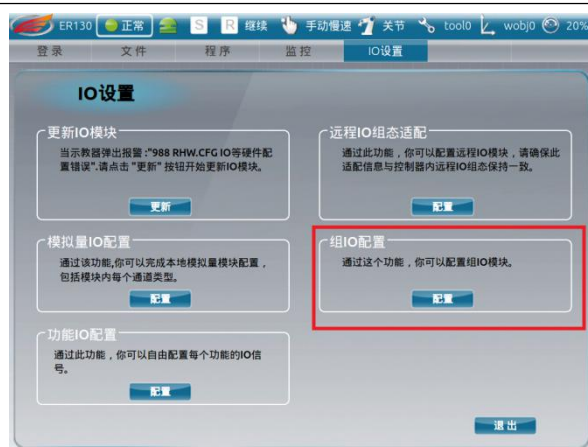 ER130 正常 S R 继续 手动慢速 关节 tool0 wobj0 20%
登录 文件 程序 监控 IO设置
IO设置
更新IO模块
当示教器弹出报警:"988 RHW.CFG IO等硬件配
置错误".请点击 "更新" 按钮开始更新IO模块。
更新
远程IO组态适配
通过此功能，你可以配置远程IO模块，请确保此
适配信息与控制器内远程IO组态保持一致。
配置
模拟量IO配置
通过该功能,你可以完成本地模拟量模块配置，
包括模块内每个通道类型。
配置
组IO配置
通过这个功能，你可以配置组IO模块。
配置
功能IO配置
通过此功能，你可以自由配置每个功能的IO信
号。
配置
退出